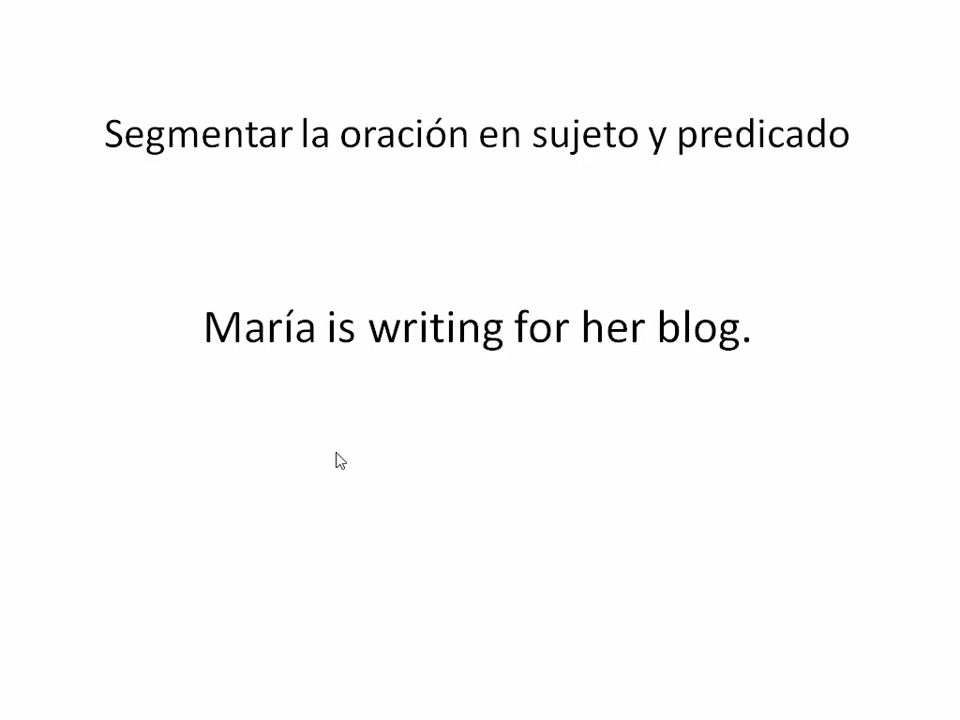 Segmentar la oración en sujeto y predicado
María is writing for her blog.